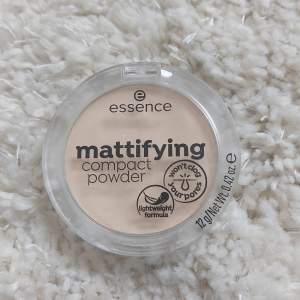 essence
mattifying
compact
powder
won't clog
your pores
lightweight
formula
12 g/Net Wt. 0.42 oz. e